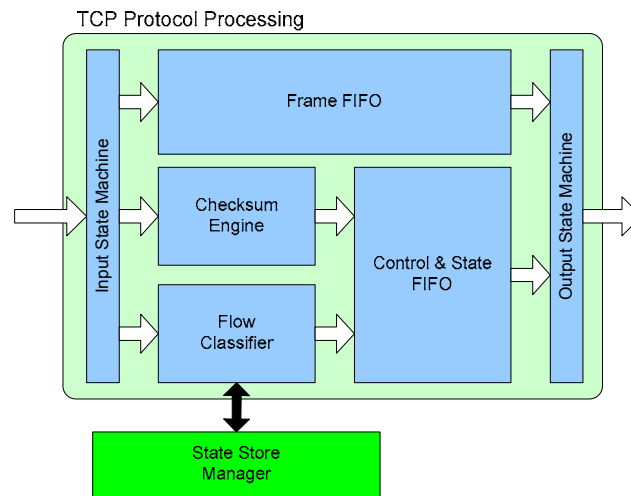 TCP Protocol Processing
Input State Machine
Frame FIFO
Checksum
Engine
Flow
Classifier
Control & State
FIFO
Output State Machine
State Store
Manager